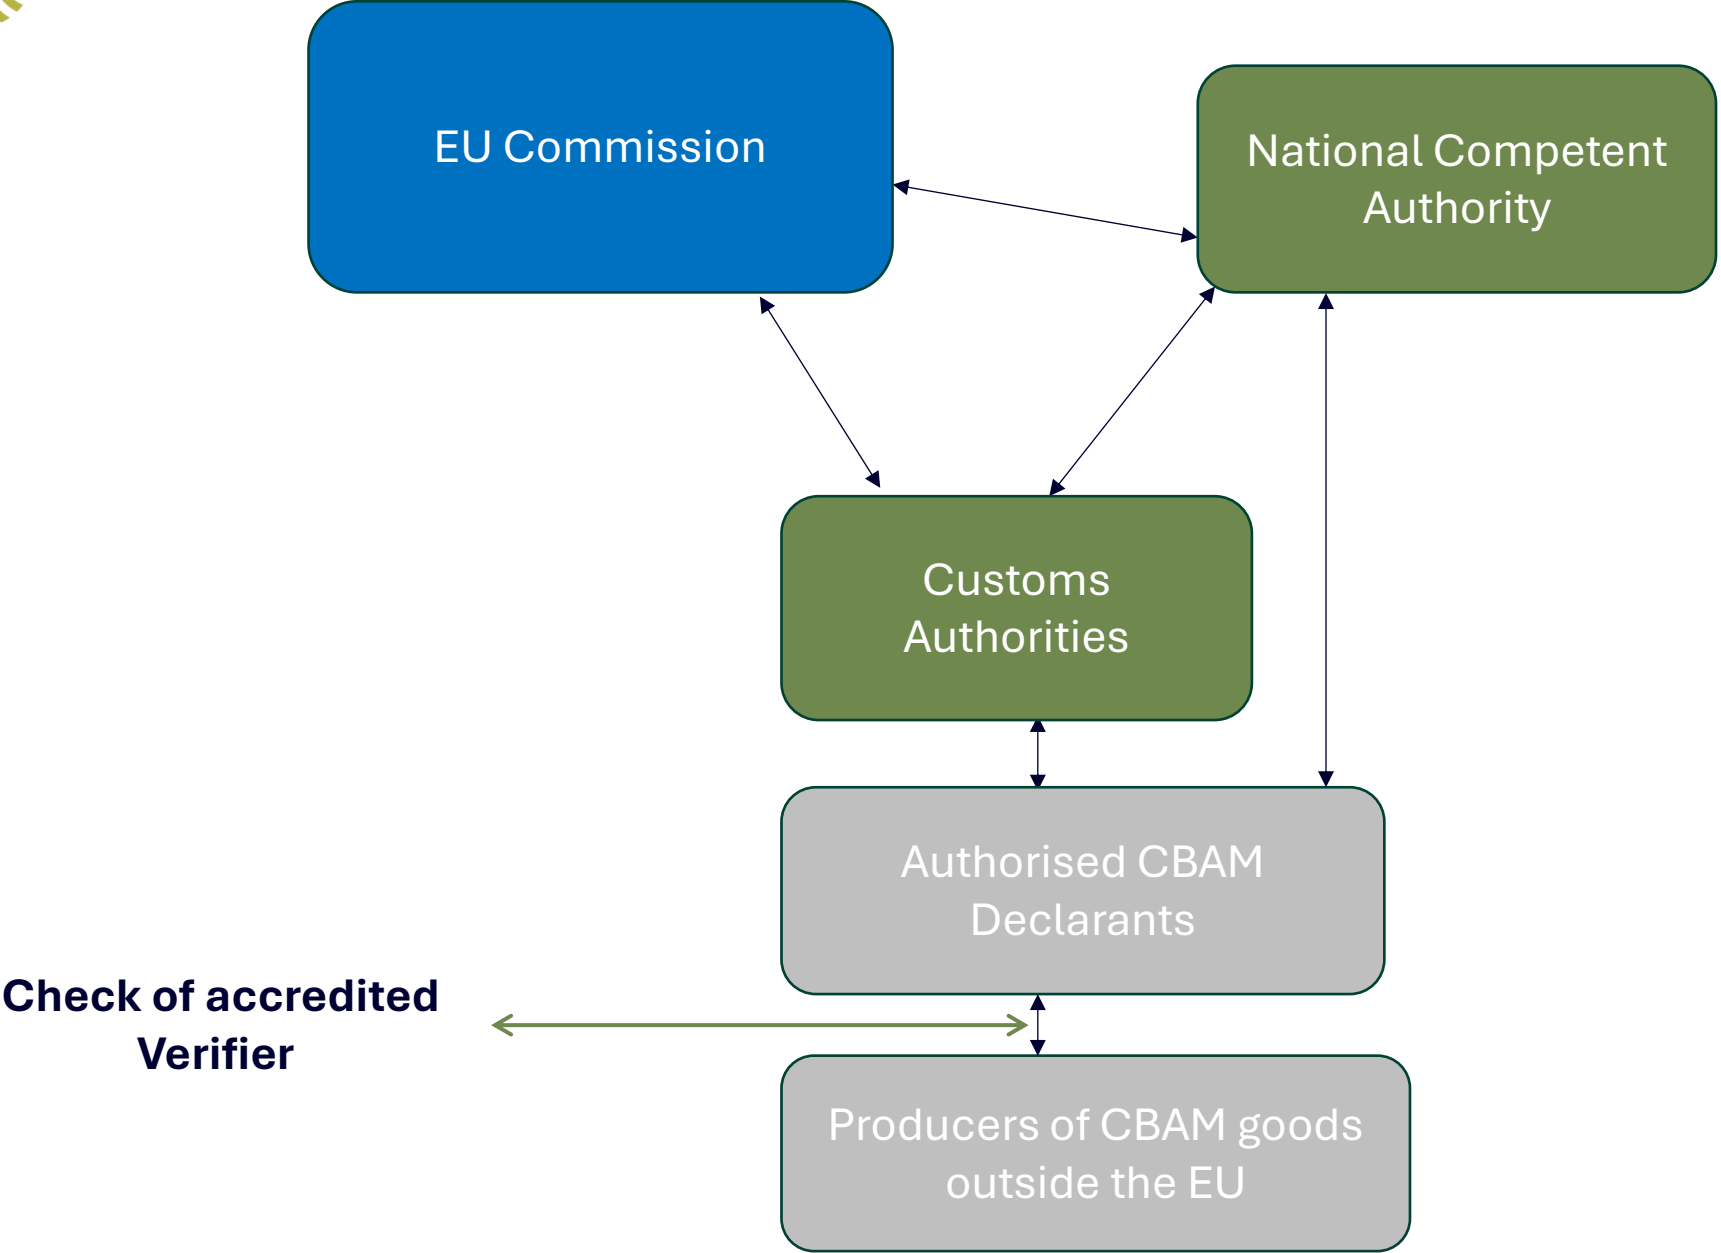 EU Commission
National Competent
Authority
Customs
Authorities
Authorised CBAM
Declarants
Check of accredited
Verifier
Producers of CBAM goods
outside the EU